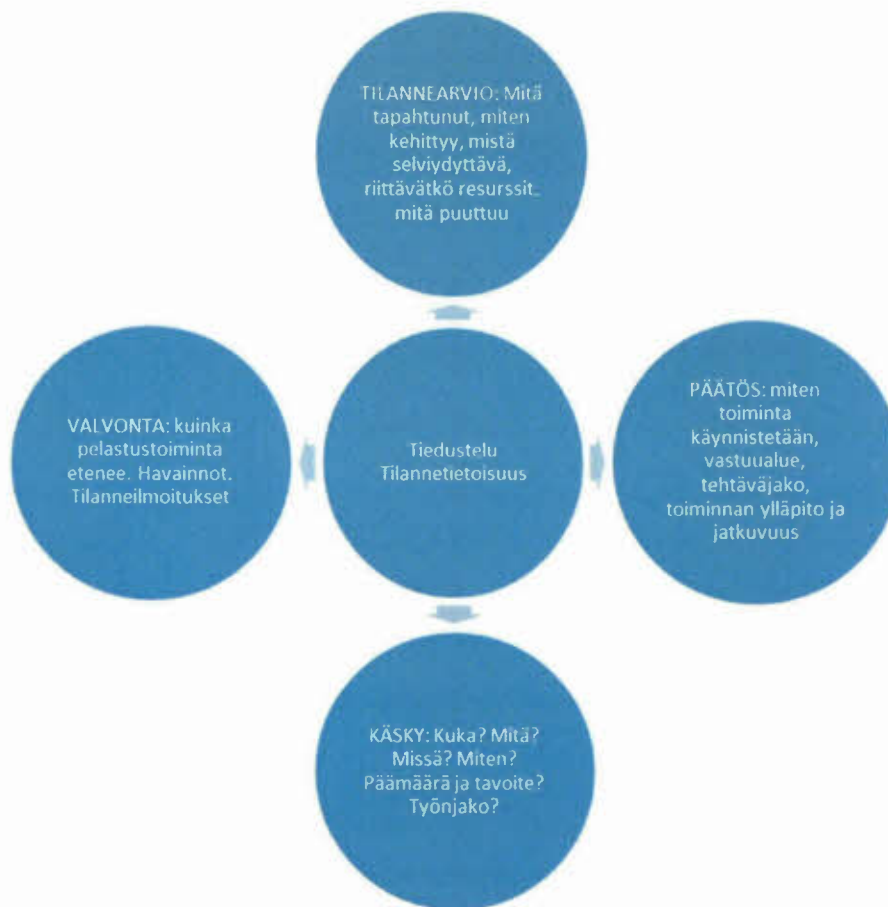 TILANNEARVIO: Mitä
tapahtunut, miten
kehittyy, mistä
selviydyttävä,
riittävätkö resurssit,
mitä puuttuu
VALVONTA: kuinka
pelastustoiminta
etenee. Havainnot.
Tilanneilmoitukset
Tiedustelu
Tilannetietoisuus
PÄÄTÖS: miten
toiminta
käynnistetään,
vastuualue,
tehtäväjako,
toiminnan ylläpito ja
jatkuvuus
KÄSKY: Kuka? Mitä?
Missä? Miten?
Päämäärä ja tavoite?
Työnjako?